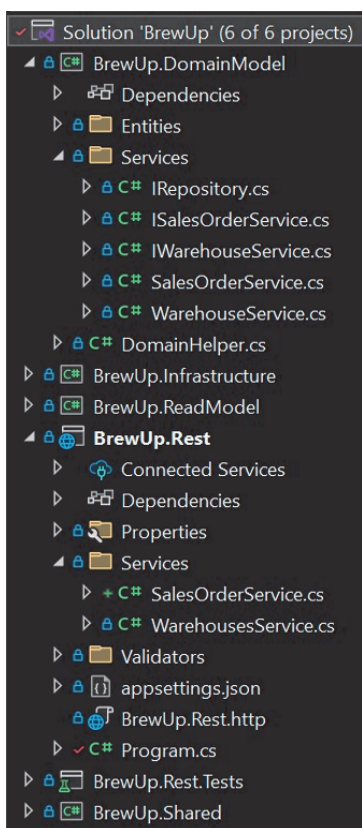 Solution 'BrewUp' (6 of 6 projects)
C# BrewUp.DomainModel
Dependencies
Entities
Services
C# IRepository.cs
C# ISalesOrderService.cs
C# IWarehouseService.cs
C# SalesOrderService.cs
C# WarehouseService.cs
C# DomainHelper.cs
C# BrewUp.Infrastructure
C# BrewUp.ReadModel
BrewUp.Rest
Connected Services
Dependencies
Properties
Services
+ C# SalesOrderService.cs
C# WarehousesService.cs
Validators
appsettings.json
BrewUp.Rest.http
C# Program.cs
BrewUp.Rest.Tests
C# BrewUp.Shared